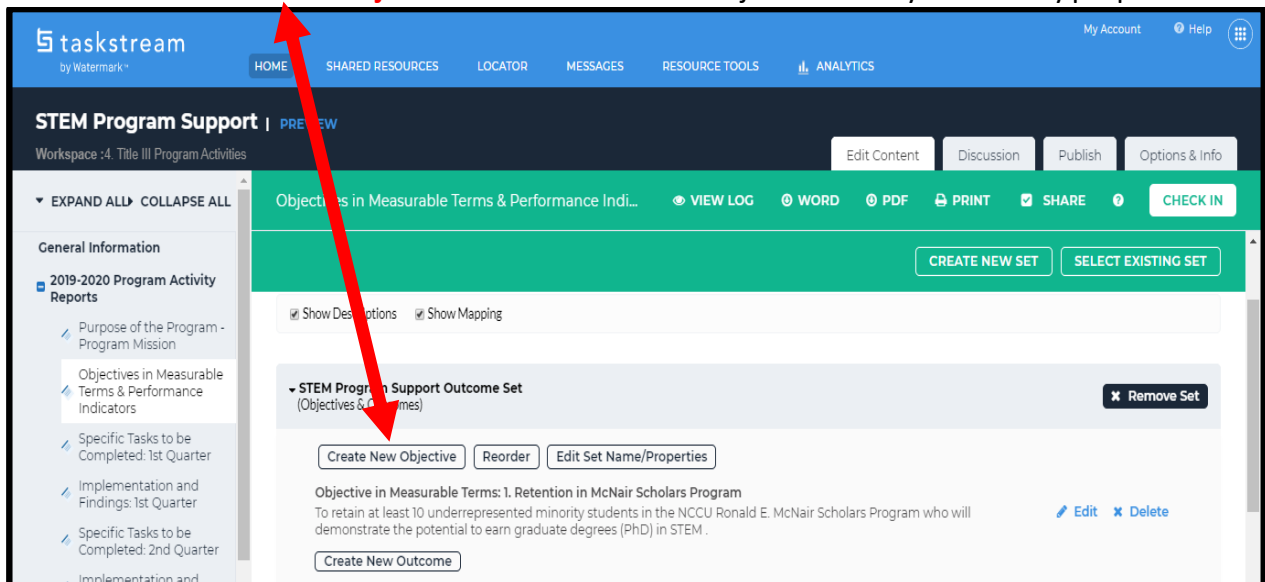 taskstream
by Watermark™
My Account Help
HOME SHARED RESOURCES LOCATOR MESSAGES RESOURCE TOOLS ANALYTICS
STEM Program Support | PREVIEW
Workspace :4. Title III Program Activities
Edit Content Discussion Publish Options & Info
EXPAND ALL COLLAPSE ALL
Objectives in Measurable Terms & Performance Indi... VIEW LOG WORD PDF PRINT SHARE CHECK IN
CREATE NEW SET SELECT EXISTING SET
General Information
2019-2020 Program Activity
Reports
Purpose of the Program -
Program Mission
Objectives in Measurable
Terms & Performance
Indicators
Specific Tasks to be
Completed: 1st Quarter
Implementation and
Findings: 1st Quarter
Specific Tasks to be
Completed: 2nd Quarter
Implementation and
Show Descriptions Show Mapping
STEM Program Support Outcome Set
(Objectives & Outcomes)
Remove Set
Create New Objective Reorder Edit Set Name/Properties
Objective in Measurable Terms: 1. Retention in McNair Scholars Program
To retain at least 10 underrepresented minority students in the NCCU Ronald E. McNair Scholars Program who will
demonstrate the potential to earn graduate degrees (PhD) in STEM .
Edit Delete
Create New Outcome